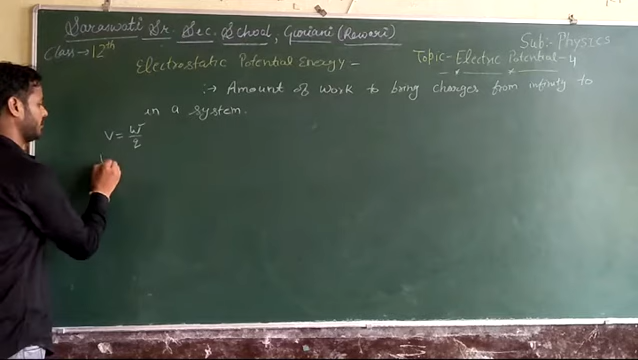 Saraswati Sr. Sec. School, Guriani (Rewari)
Sub:- Physics
Class → 12th
Topic - Electric Potential - 4
Electrostatic Potential Energy -
:→ Amount of work to bring charges from infinity to
in a system.
V = W/q